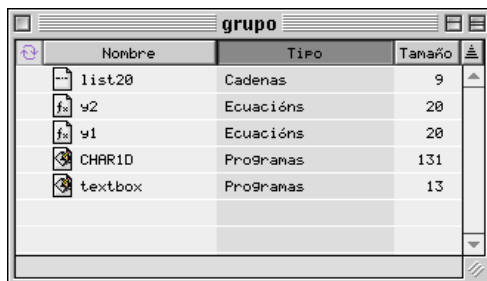 grupo
Nombre Tipo Tamaño
list20 Cadenas 9
y2 Ecuacións 20
y1 Ecuacións 20
CHAR1D Programas 131
textbox Programas 13